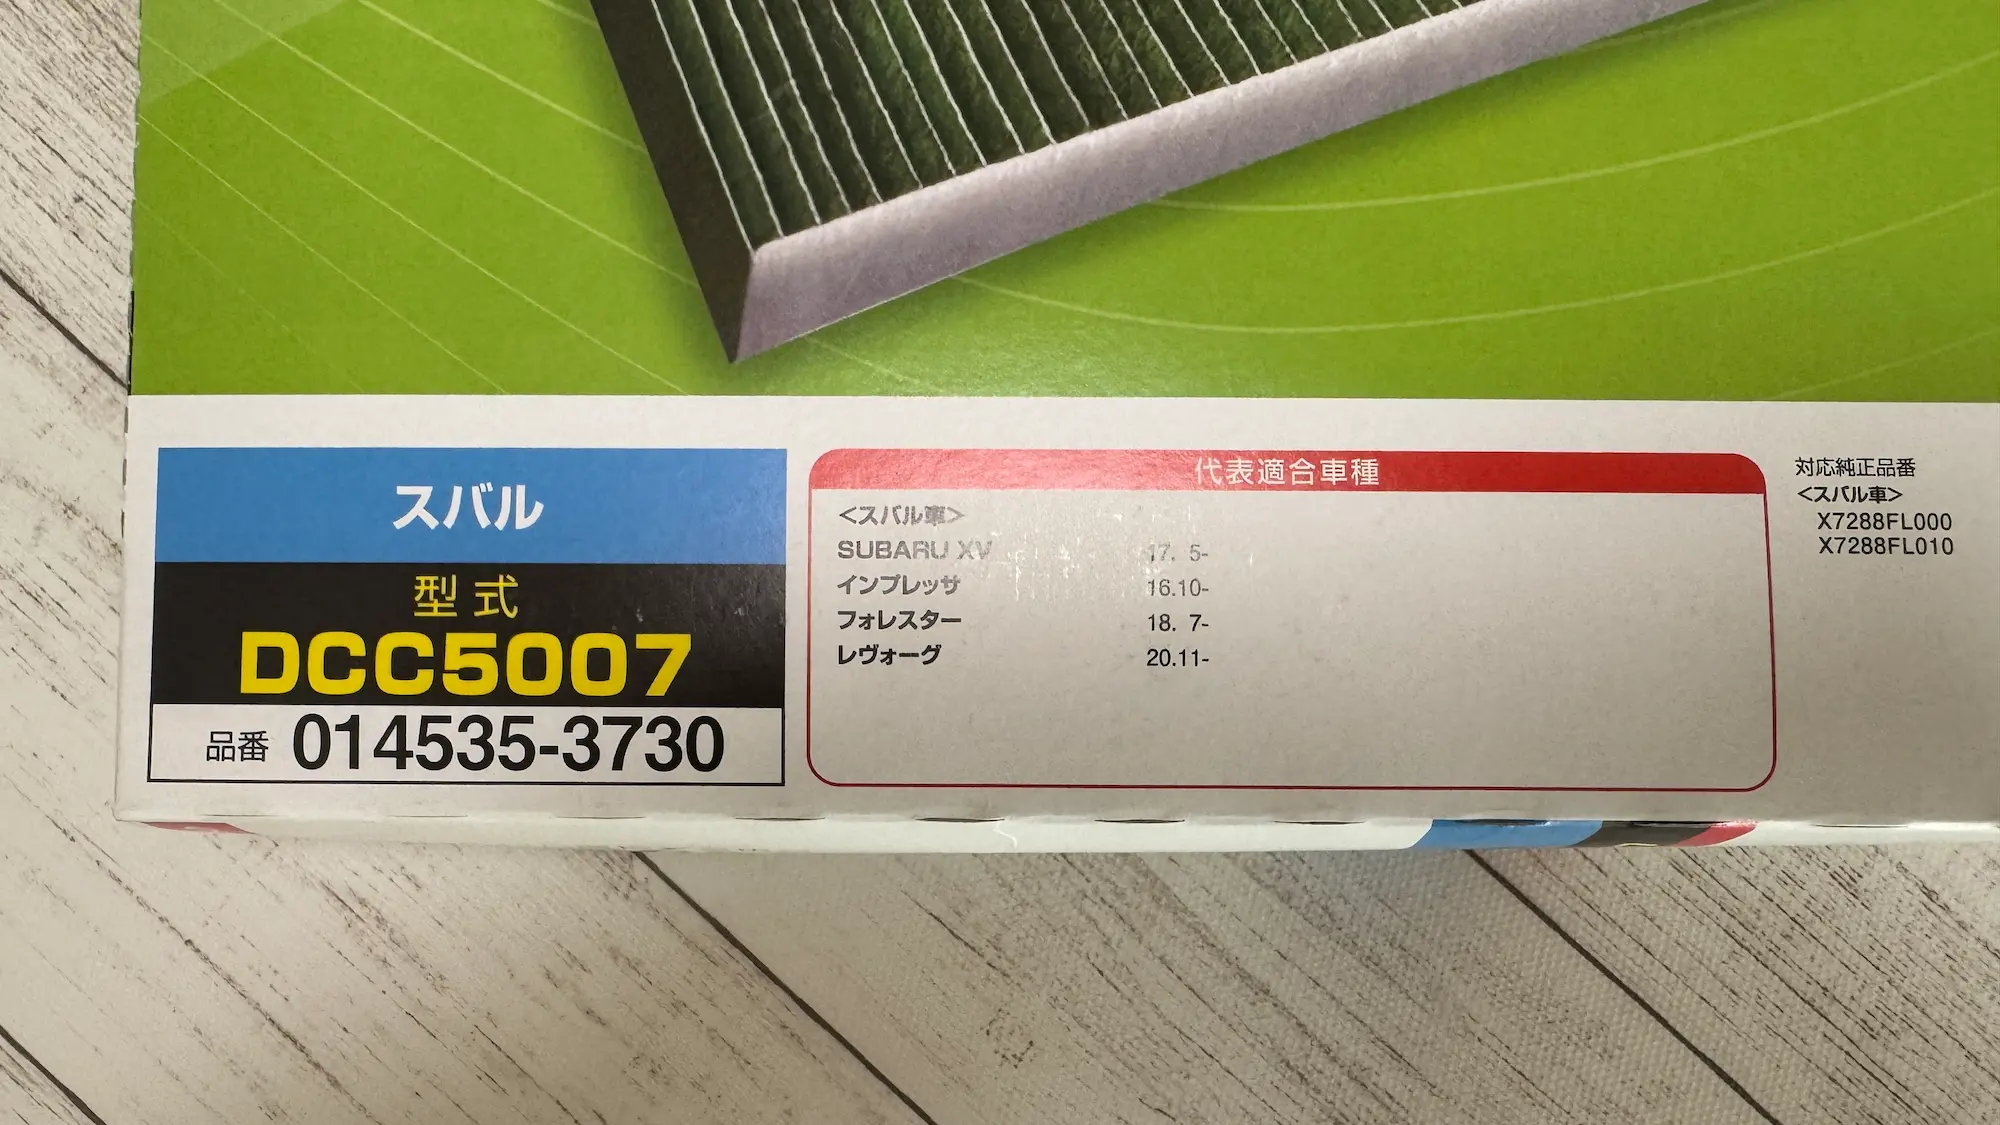 スバル
型式
DCC5007
品番 014535-3730
代表適合車種
<スバル車>
SUBARU XV 17. 5-
インプレッサ 16.10-
フォレスター 18. 7-
レヴォーグ 20.11-
対応純正品番
<スバル車>
X7288FL000
X7288FL010